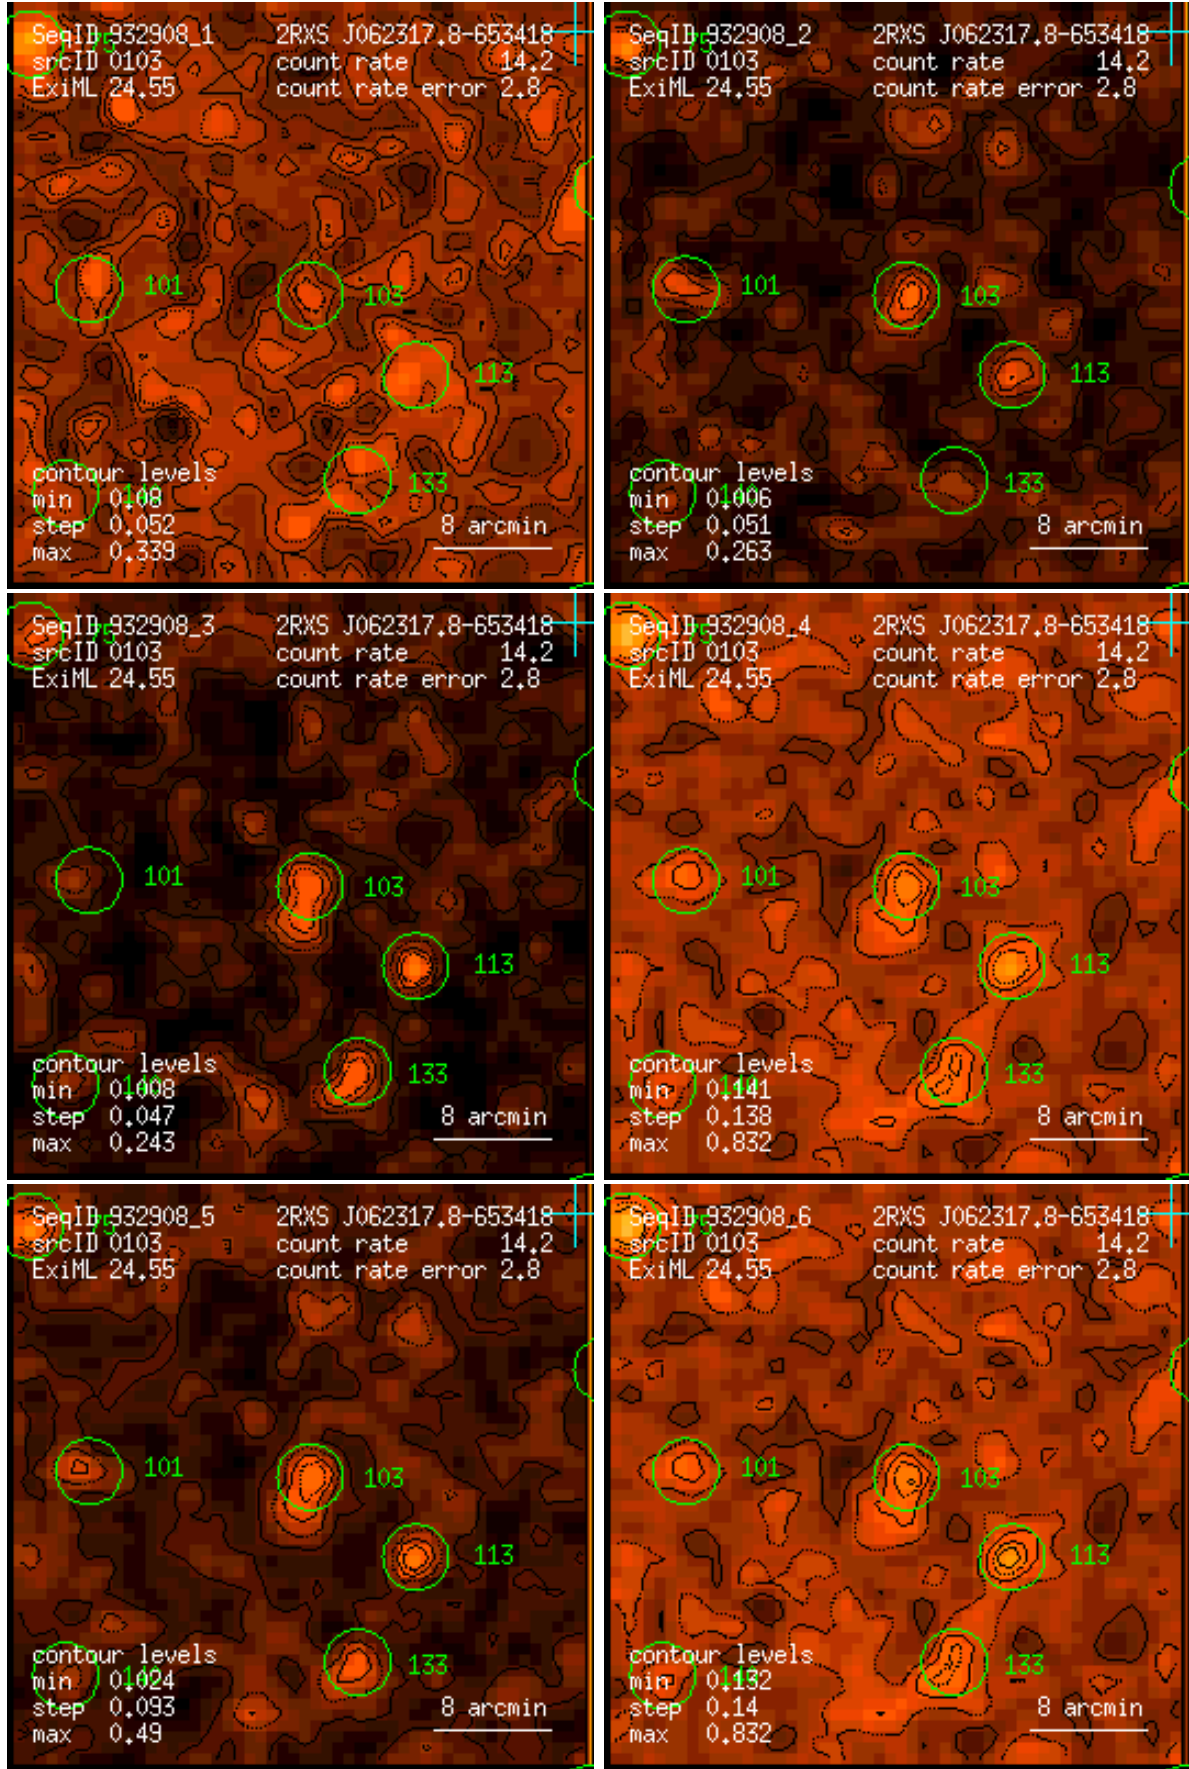 SeqID 932908_1 2RXS J062317.8-653418
srcID 0103 count rate 14.2
ExiML 24.55 count rate error 2.8
101
103
113
133
contour levels
min 0.08
step 0.052
max 0.339
8 arcmin
SeqID 932908_2 2RXS J062317.8-653418
srcID 0103 count rate 14.2
ExiML 24.55 count rate error 2.8
101
103
113
133
contour levels
min 0.006
step 0.051
max 0.263
8 arcmin
SeqID 932908_3 2RXS J062317.8-653418
srcID 0103 count rate 14.2
ExiML 24.55 count rate error 2.8
101
103
113
133
contour levels
min 0.008
step 0.047
max 0.243
8 arcmin
SeqID 932908_4 2RXS J062317.8-653418
srcID 0103 count rate 14.2
ExiML 24.55 count rate error 2.8
101
103
113
133
contour levels
min 0.141
step 0.138
max 0.832
8 arcmin
SeqID 932908_5 2RXS J062317.8-653418
srcID 0103 count rate 14.2
ExiML 24.55 count rate error 2.8
101
103
113
133
contour levels
min 0.024
step 0.093
max 0.49
8 arcmin
SeqID 932908_6 2RXS J062317.8-653418
srcID 0103 count rate 14.2
ExiML 24.55 count rate error 2.8
101
103
113
133
contour levels
min 0.132
step 0.14
max 0.832
8 arcmin